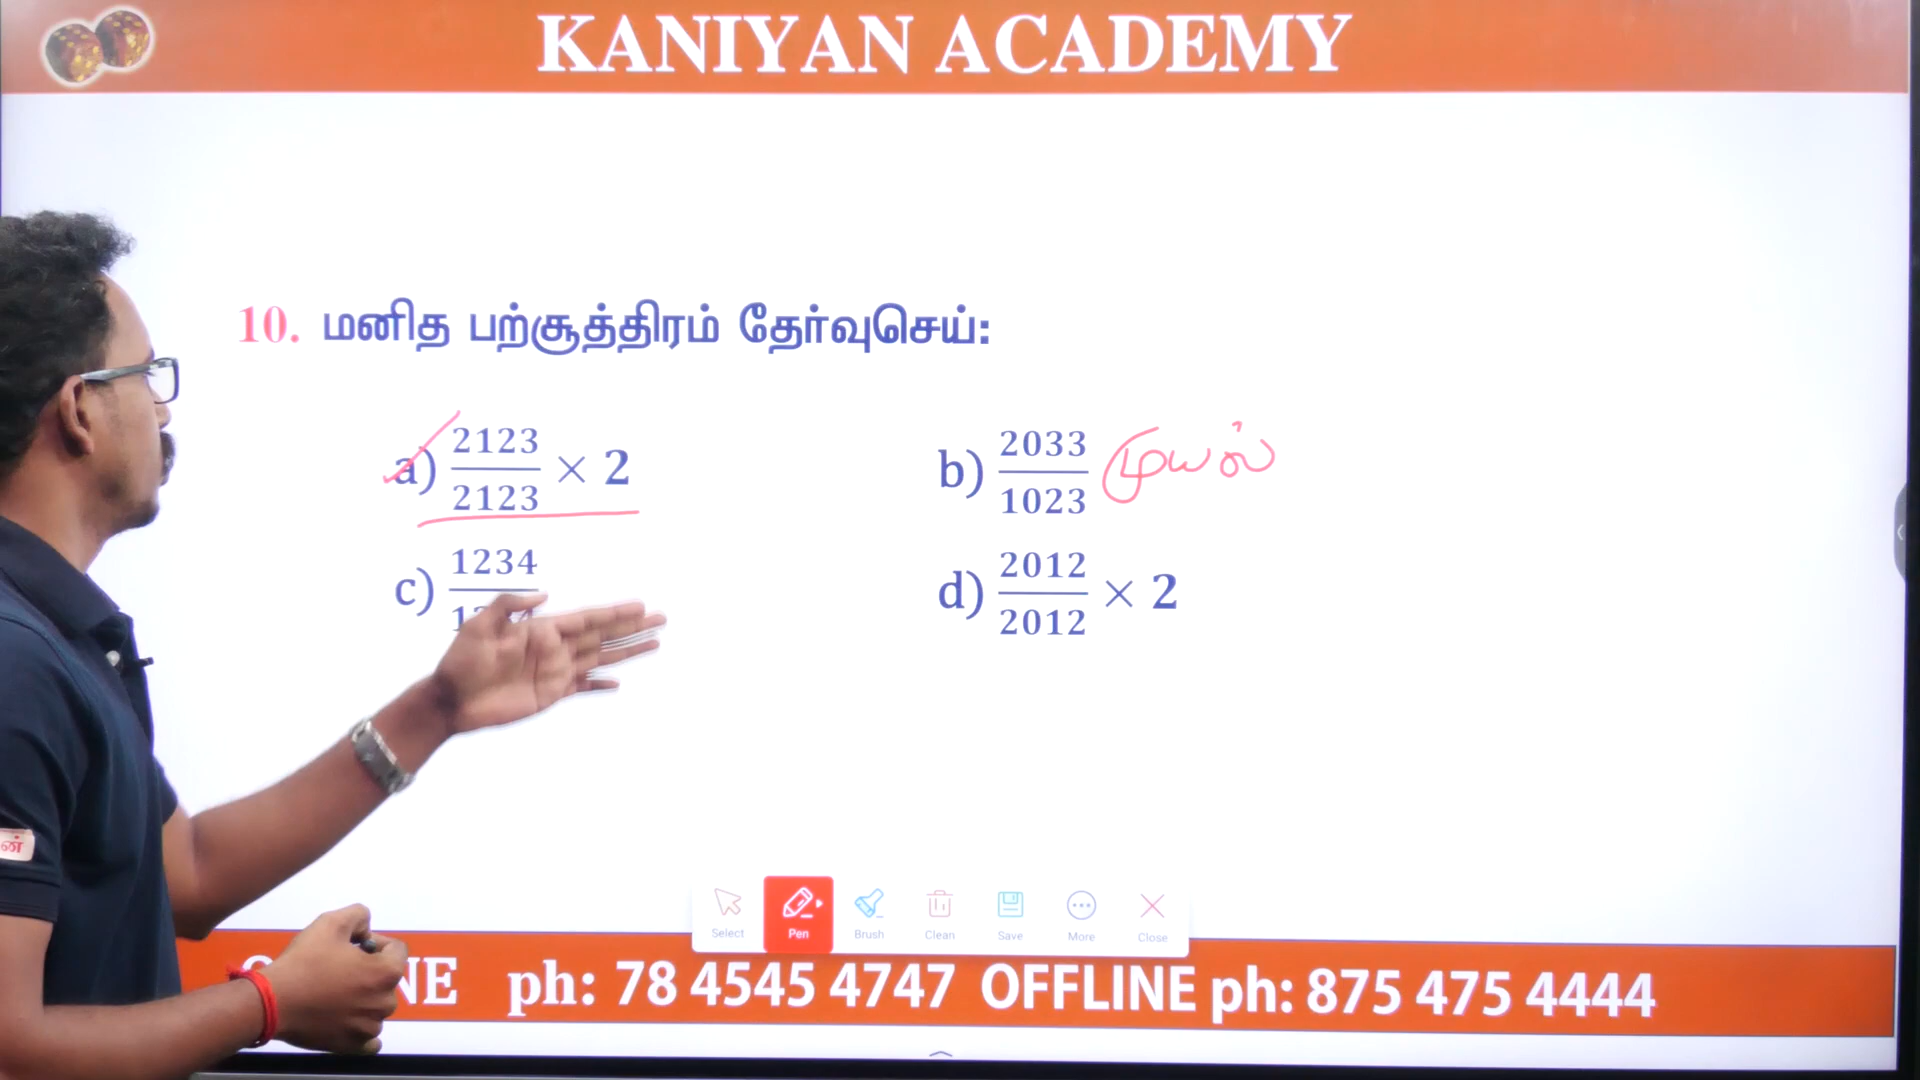 KANIYAN ACADEMY
10. மனித பற்சூத்திரம் தேர்வுசெய்:
a) 2123/2123 × 2
b) 2033/1023 முயல்
c) 1234
d) 2012/2012 × 2
Select Pen Brush Clean Save More Close
ph: 78 4545 4747 OFFLINE ph: 875 475 4444